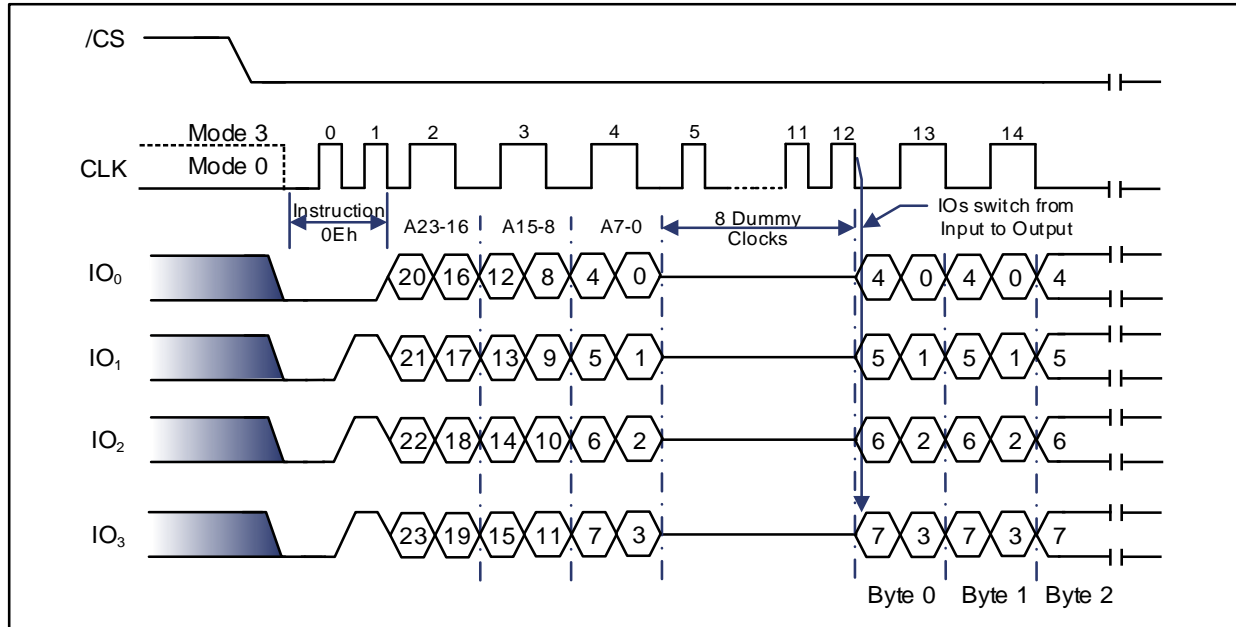 /CS
Mode 3
Mode 0
CLK
0 1 2 3 4 5 11 12 13 14
Instruction
0Eh
A23-16 A15-8 A7-0
8 Dummy
Clocks
IOs switch from
Input to Output
IO₀ 20 16 12 8 4 0 4 0 4 0 4
IO₁ 21 17 13 9 5 1 5 1 5 1 5
IO₂ 22 18 14 10 6 2 6 2 6 2 6
IO₃ 23 19 15 11 7 3 7 3 7 3 7
Byte 0 Byte 1 Byte 2